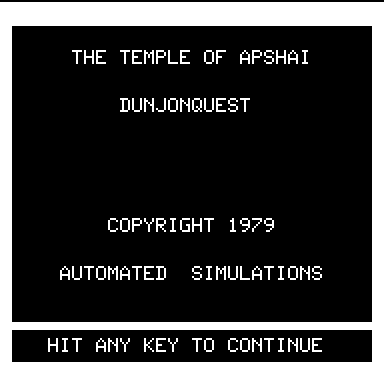 THE TEMPLE OF APSHAI
DUNJONQUEST
COPYRIGHT 1979
AUTOMATED SIMULATIONS
HIT ANY KEY TO CONTINUE